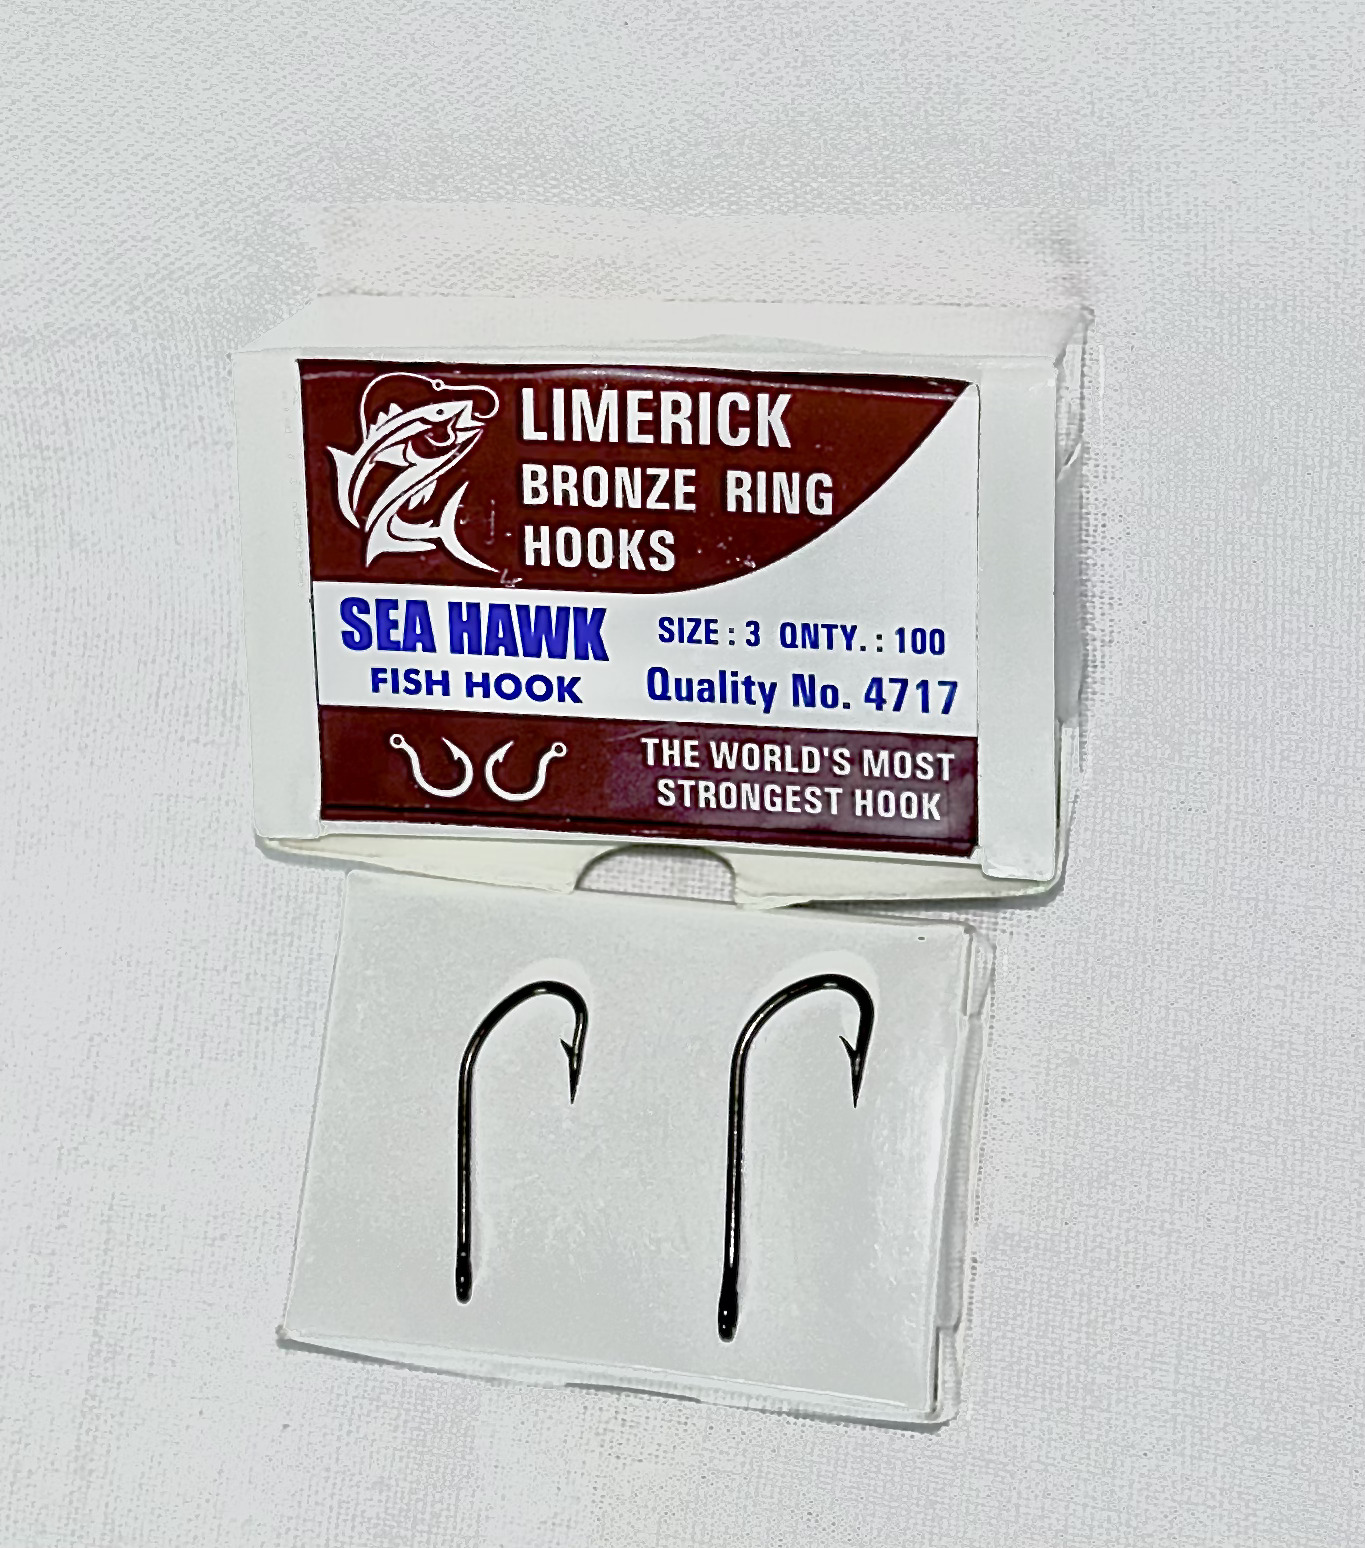 LIMERICK
BRONZE RING
HOOKS
SEA HAWK
FISH HOOK
SIZE : 3 QNTY. : 100
Quality No. 4717
THE WORLD'S MOST
STRONGEST HOOK